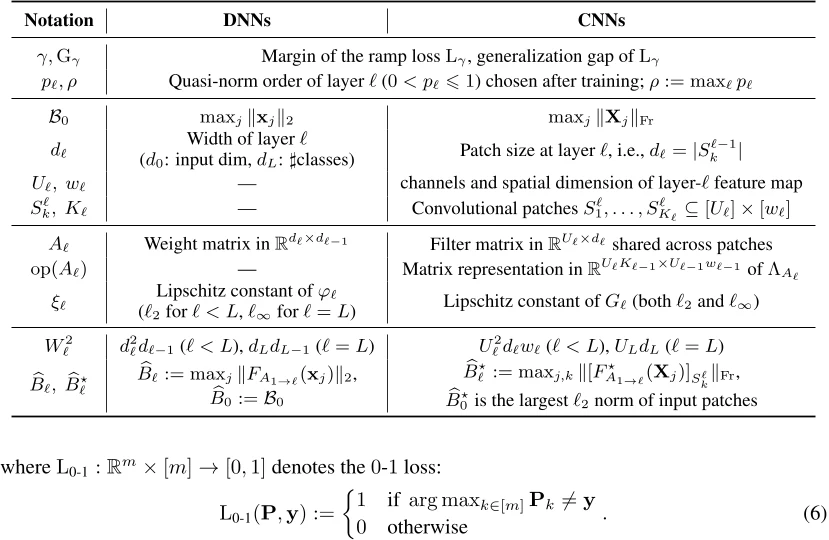 Notation DNNs CNNs
γ, G_γ Margin of the ramp loss L_γ, generalization gap of L_γ
p_ℓ, ρ Quasi-norm order of layer ℓ (0 < p_ℓ ⩽ 1) chosen after training; ρ := max_ℓ p_ℓ
𝓑_0 max_j ‖x_j‖_2 max_j ‖X_j‖_Fr
d_ℓ Width of layer ℓ (d_0: input dim, d_L: ♯classes) Patch size at layer ℓ, i.e., d_ℓ = |S_k^{ℓ−1}|
U_ℓ, w_ℓ — channels and spatial dimension of layer-ℓ feature map
S_k^ℓ, K_ℓ — Convolutional patches S_1^ℓ, . . . , S_{K_ℓ}^ℓ ⊆ [U_ℓ] × [w_ℓ]
A_ℓ Weight matrix in ℝ^{d_ℓ×d_{ℓ−1}} Filter matrix in ℝ^{U_ℓ×d_ℓ} shared across patches
op(A_ℓ) — Matrix representation in ℝ^{U_ℓK_{ℓ−1}×U_{ℓ−1}w_{ℓ−1}} of Λ_{A_ℓ}
ξ_ℓ Lipschitz constant of φ_ℓ (ℓ_2 for ℓ < L, ℓ_∞ for ℓ = L) Lipschitz constant of G_ℓ (both ℓ_2 and ℓ_∞)
W_ℓ^2 d_ℓ^2 d_{ℓ−1} (ℓ < L), d_L d_{L−1} (ℓ = L) U_ℓ^2 d_ℓ w_ℓ (ℓ < L), U_L d_L (ℓ = L)
B̂_ℓ, B̂_ℓ^⋆ B̂_ℓ := max_j ‖F_{A_{1→ℓ}}(x_j)‖_2, B̂_0 := 𝓑_0 B̂_ℓ^⋆ := max_{j,k} ‖[F^⋆_{A_{1→ℓ}}(X_j)]_{S_k^ℓ}‖_Fr, B̂_0^⋆ is the largest ℓ_2 norm of input patches
where L_{0-1} : ℝ^m × [m] → [0, 1] denotes the 0-1 loss:
L_{0-1}(P, y) := { 1 if arg max_{k∈[m]} P_k ≠ y
0 otherwise . (6)